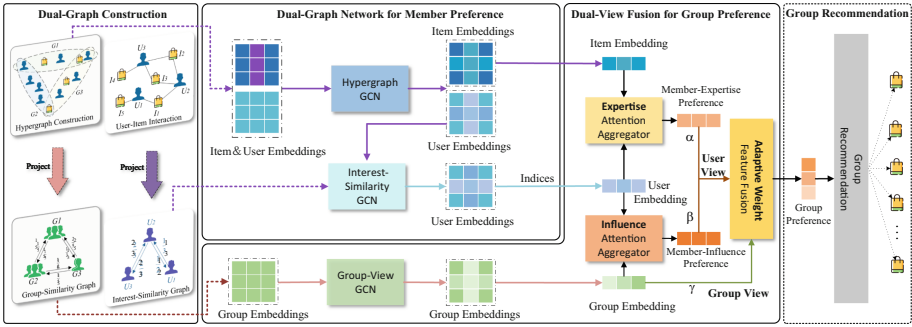 Dual-Graph Construction
Dual-Graph Network for Member Preference
Dual-View Fusion for Group Preference
Group Recommendation
G1
G2
G3
Hypergraph Construction
U3
I2
I4
U2
I5
U1
I1
User-Item Interaction
Project
Project
G1
G2
G3
Group-Similarity Graph
U2
U3
U1
Interest-Similarity Graph
Item & User Embeddings
Hypergraph
GCN
Item Embeddings
User Embeddings
Interest-
Similarity
GCN
User Embeddings
Indices
Group Embeddings
Group-View
GCN
Group Embeddings
Item Embedding
Expertise
Attention
Aggregator
Member-Expertise
Preference
α
User
View
User
Embedding
β
Influence
Attention
Aggregator
Member-Influence
Preference
Group Embedding
γ
Group View
Adaptive Weight
Feature Fusion
Group
Preference
Group
Recommendation